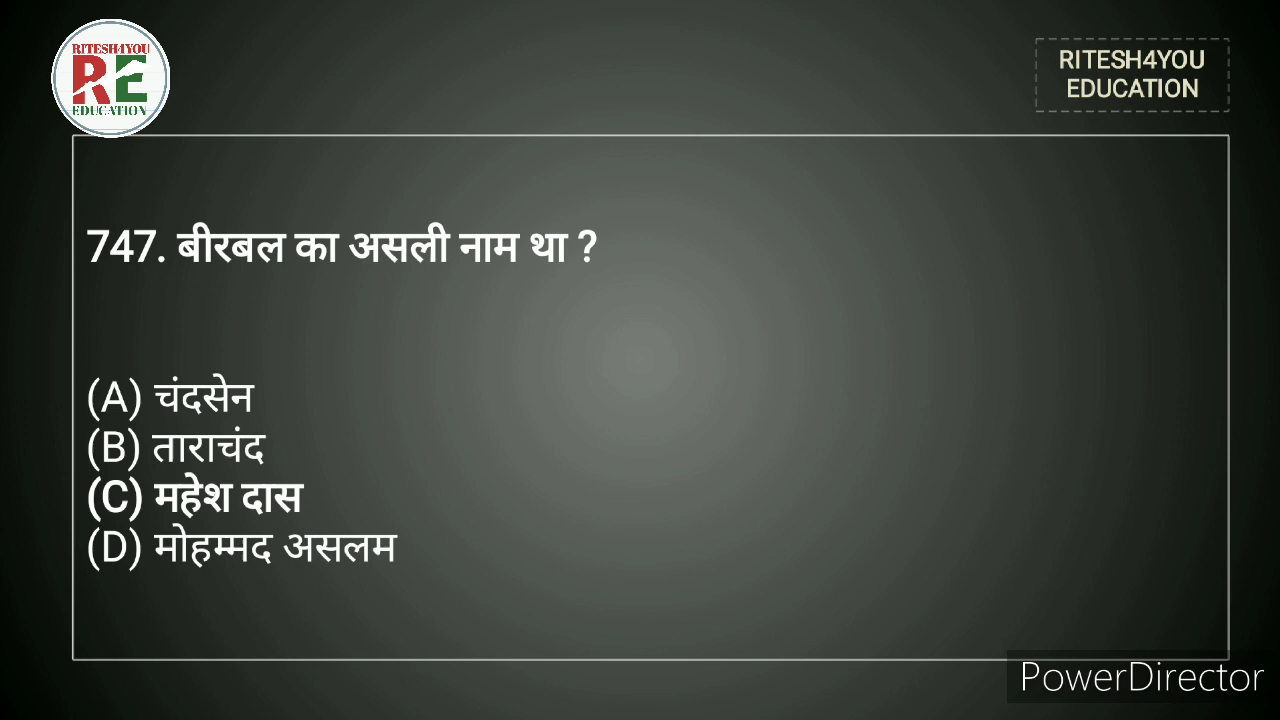 RITESH4YOU
RE
EDUCATION
RITESH4YOU
EDUCATION
747. बीरबल का असली नाम था ?
(A) चंदसेन
(B) ताराचंद
(C) महेश दास
(D) मोहम्मद असलम
PowerDirector